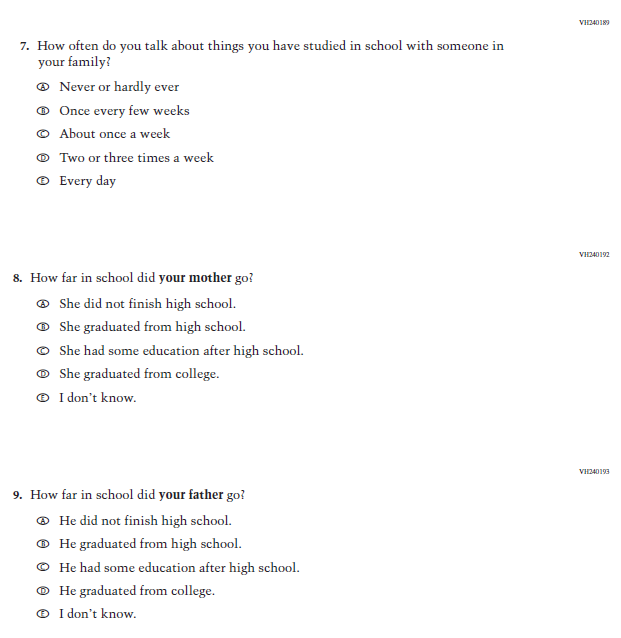 VH240189
7. How often do you talk about things you have studied in school with someone in
your family?
Ⓐ Never or hardly ever
Ⓑ Once every few weeks
Ⓒ About once a week
Ⓓ Two or three times a week
Ⓔ Every day
VH240192
8. How far in school did your mother go?
Ⓐ She did not finish high school.
Ⓑ She graduated from high school.
Ⓒ She had some education after high school.
Ⓓ She graduated from college.
Ⓔ I don’t know.
VH240193
9. How far in school did your father go?
Ⓐ He did not finish high school.
Ⓑ He graduated from high school.
Ⓒ He had some education after high school.
Ⓓ He graduated from college.
Ⓔ I don’t know.